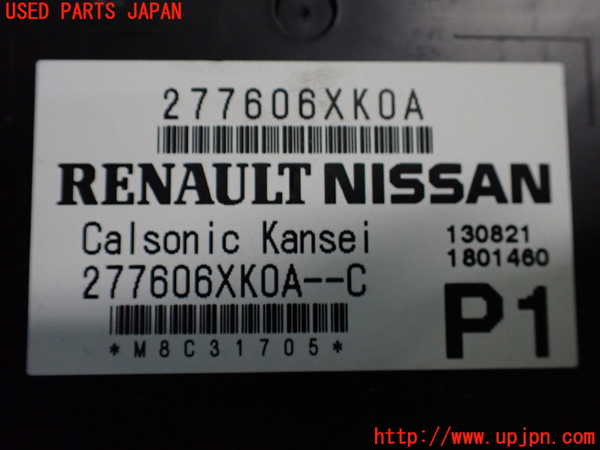 USED PARTS JAPAN
277606XK0A
RENAULT NISSAN
Calsonic Kansei
130821
277606XK0A--C
1801460
P1
*M8C31705*
http://www.upjpn.com/